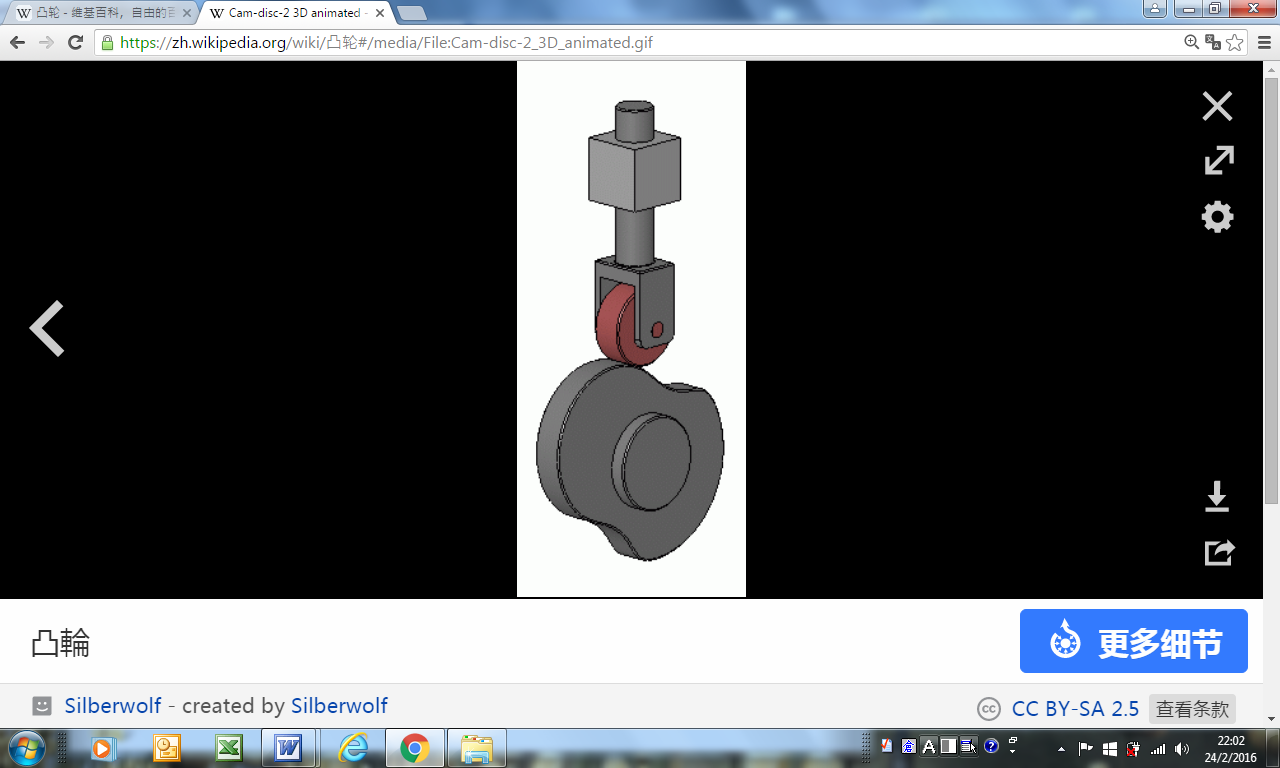 凸轮 - 维基百科，自由的百
Cam-disc-2 3D animated -
https://zh.wikipedia.org/wiki/凸轮#/media/File:Cam-disc-2_3D_animated.gif
凸輪
更多细节
Silberwolf - created by Silberwolf
CC BY-SA 2.5
查看条款
22:02
24/2/2016